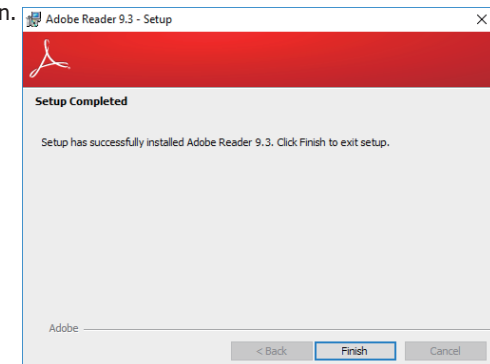 n.
Adobe Reader 9.3 - Setup
Setup Completed
Setup has successfully installed Adobe Reader 9.3. Click Finish to exit setup.
Adobe
< Back Finish Cancel